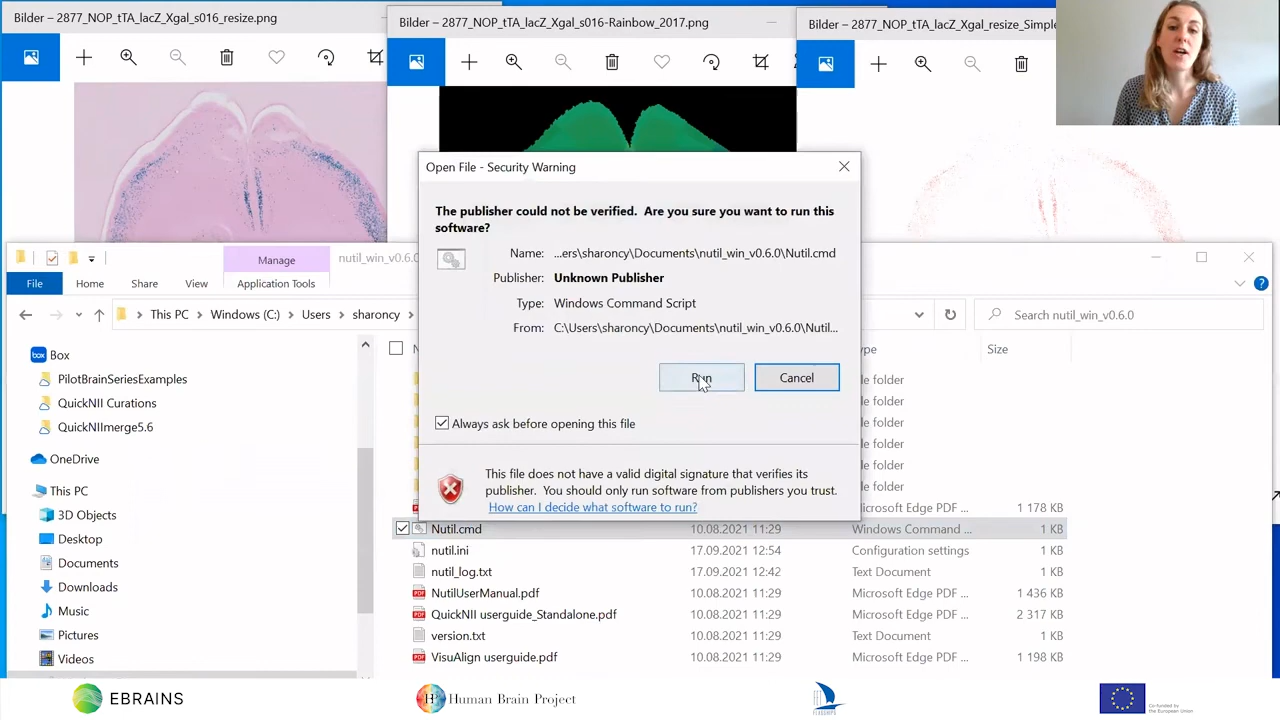 Bilder – 2877_NOP_tTA_lacZ_Xgal_s016_resize.png
Bilder – 2877_NOP_tTA_lacZ_Xgal_s016-Rainbow_2017.png
Bilder – 2877_NOP_tTA_lacZ_Xgal_resize_Simple
Open File - Security Warning
The publisher could not be verified. Are you sure you want to run this
software?
Name: ...ers\sharoncy\Documents\nutil_win_v0.6.0\Nutil.cmd
Publisher: Unknown Publisher
Type: Windows Command Script
From: C:\Users\sharoncy\Documents\nutil_win_v0.6.0\Nutil...
Run
Cancel
Always ask before opening this file
This file does not have a valid digital signature that verifies its
publisher. You should only run software from publishers you trust.
How can I decide what software to run?
Manage
nutil_win_v0.6.0
File
Home
Share
View
Application Tools
This PC
Windows (C:)
Users
sharoncy
Search nutil_win_v0.6.0
Size
Box
PilotBrainSeriesExamples
QuickNII Curations
QuickNIImerge5.6
OneDrive
This PC
3D Objects
Desktop
Documents
Downloads
Music
Pictures
Videos
le folder
le folder
le folder
le folder
le folder
le folder
osoft Edge PDF ... 1 178 KB
Nutil.cmd 10.08.2021 11:29 Windows Command ... 1 KB
nutil.ini 17.09.2021 12:54 Configuration settings 1 KB
nutil_log.txt 17.09.2021 12:42 Text Document 1 KB
NutilUserManual.pdf 10.08.2021 11:29 Microsoft Edge PDF ... 1 436 KB
QuickNII userguide_Standalone.pdf 10.08.2021 11:29 Microsoft Edge PDF ... 2 317 KB
version.txt 10.08.2021 11:29 Text Document 1 KB
VisuAlign userguide.pdf 10.08.2021 11:29 Microsoft Edge PDF ... 1 198 KB
EBRAINS
Human Brain Project
Co-funded by
the European Union